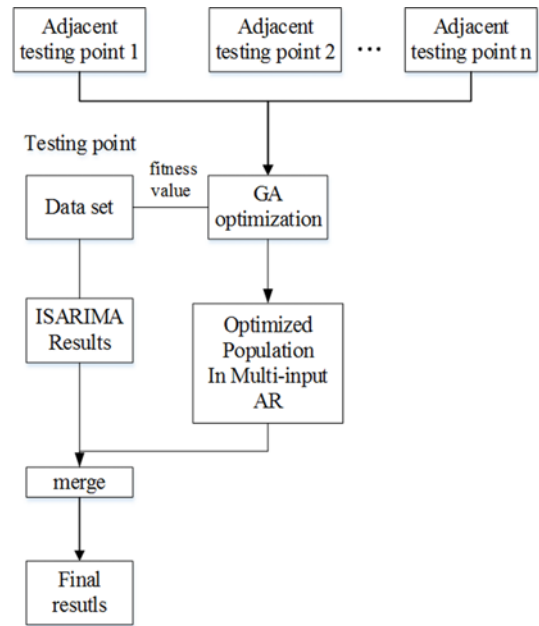 Adjacent
testing point 1
Adjacent
testing point 2
...
Adjacent
testing point n
Testing point
fitness
value
Data set
GA
optimization
ISARIMA
Results
Optimized
Population
In Multi-input
AR
merge
Final
resutls